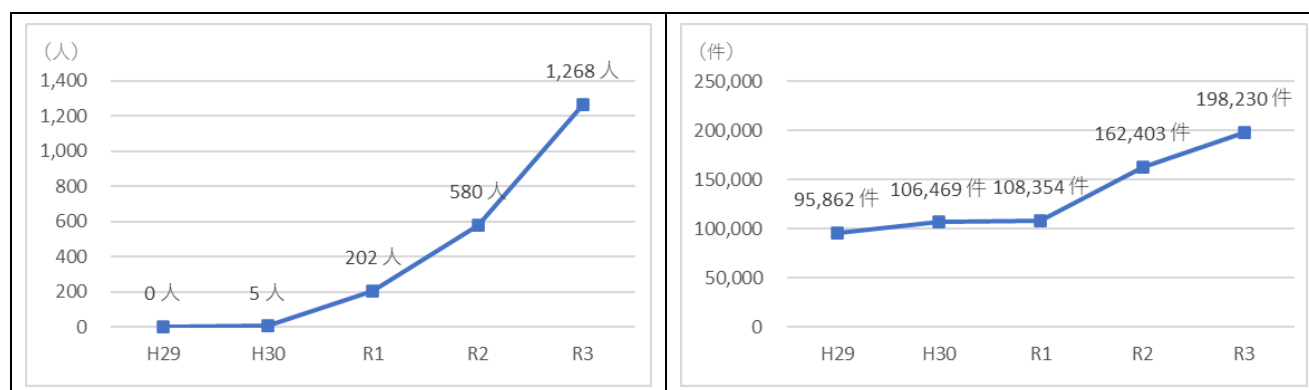 （人）
1,400
1,200
1,000
800
600
400
200
0
0 人
5 人
202 人
580 人
1,268 人
H29 H30 R1 R2 R3
（件）
250,000
200,000
150,000
100,000
50,000
0
95,862 件
106,469 件
108,354 件
162,403 件
198,230 件
H29 H30 R1 R2 R3